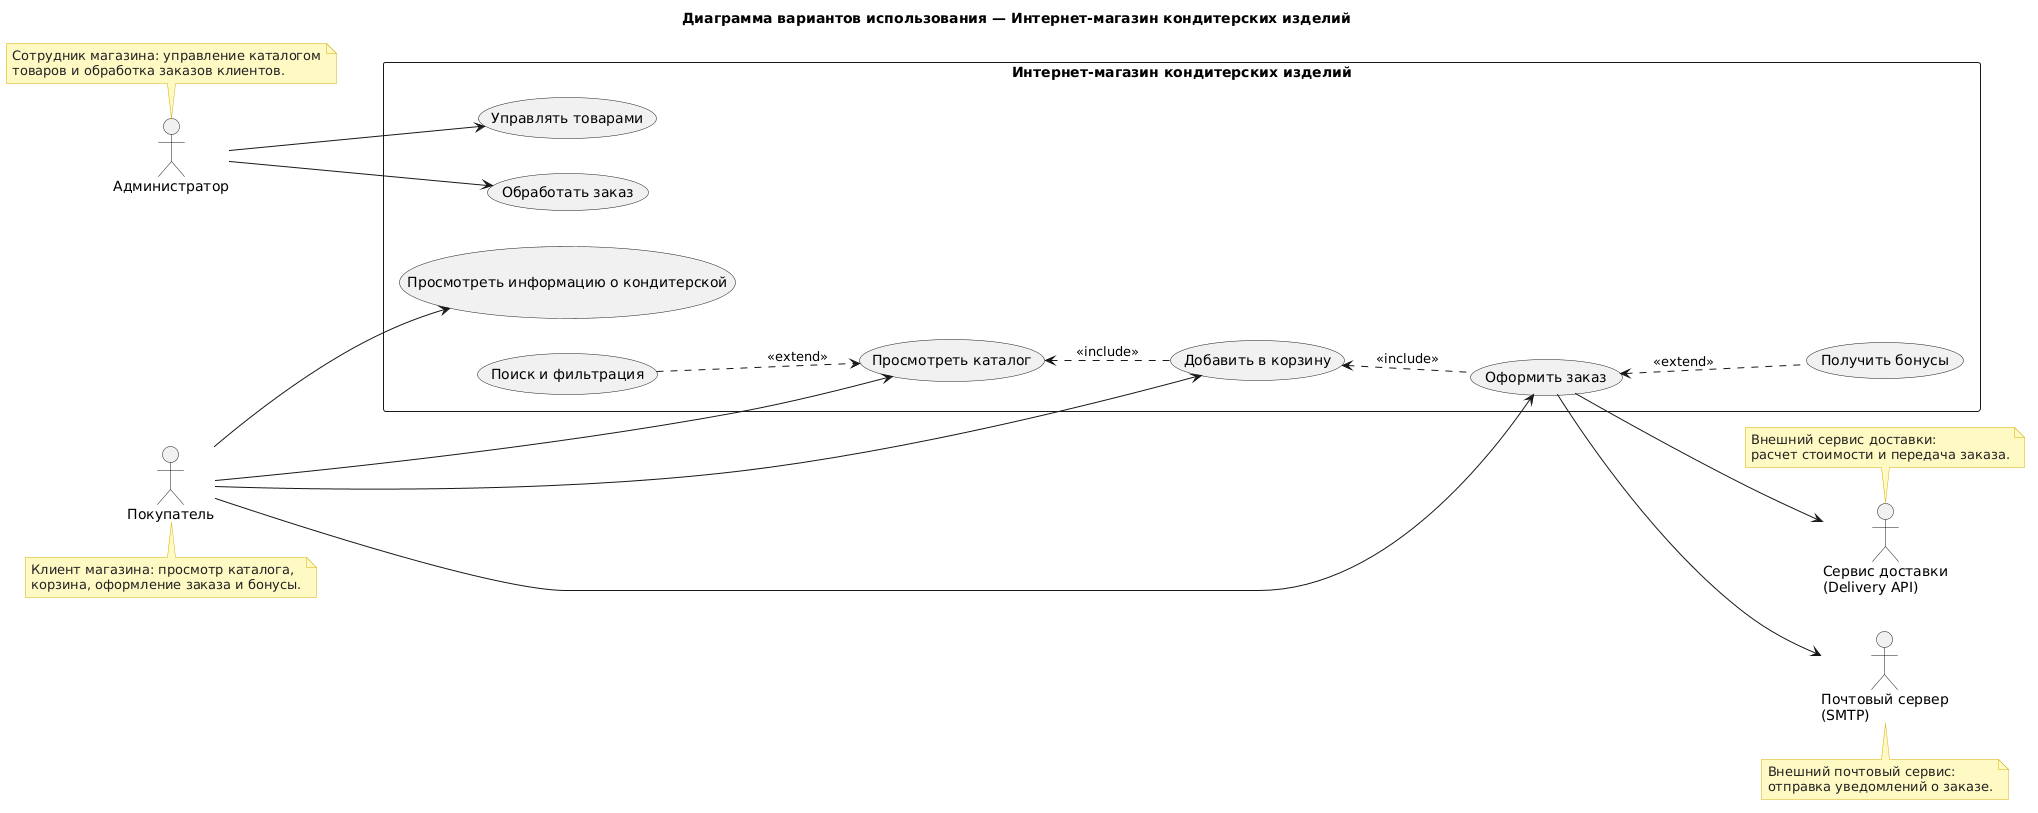 Диаграмма вариантов использования — Интернет-магазин кондитерских изделий
Сотрудник магазина: управление каталогом
товаров и обработка заказов клиентов.
Администратор
Интернет-магазин кондитерских изделий
Управлять товарами
Обработать заказ
Просмотреть информацию о кондитерской
Поиск и фильтрация
«extend»
Просмотреть каталог
«include»
Добавить в корзину
«include»
Оформить заказ
«extend»
Получить бонусы
Покупатель
Клиент магазина: просмотр каталога,
корзина, оформление заказа и бонусы.
Внешний сервис доставки:
расчет стоимости и передача заказа.
Сервис доставки
(Delivery API)
Почтовый сервер
(SMTP)
Внешний почтовый сервис:
отправка уведомлений о заказе.